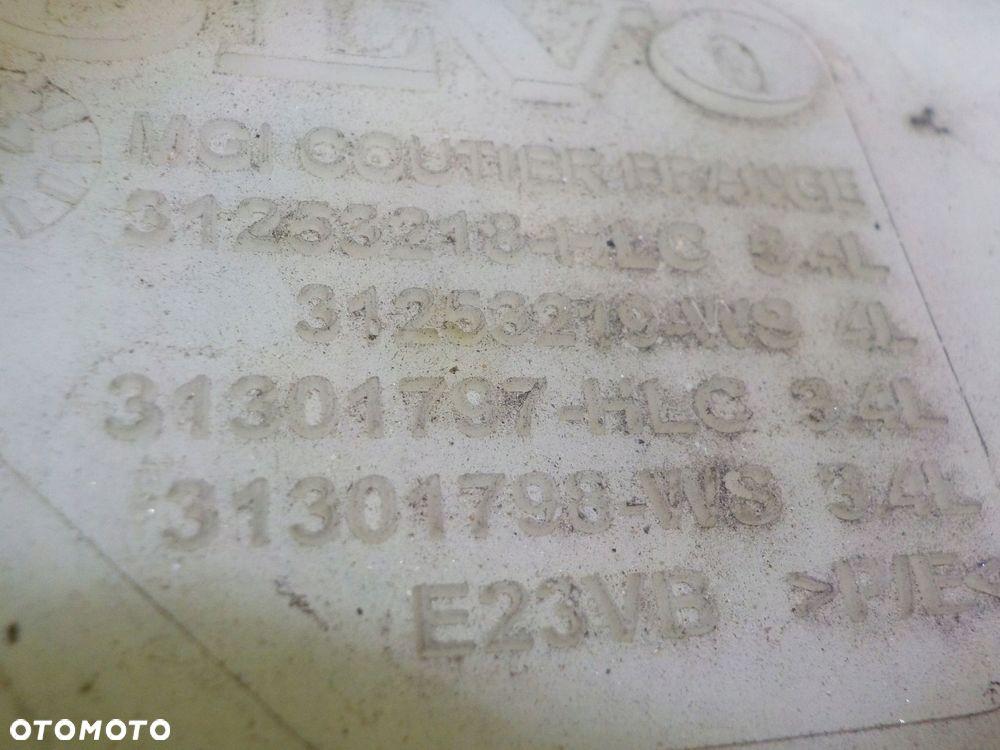 MGI COUTIER-FRANCE
31253218-HLC 5.4L
31253219-WS 4L
31301797-HLC 3.4L
31301798-WS 3.4L
E23VB >P/E<
OTOMOTO